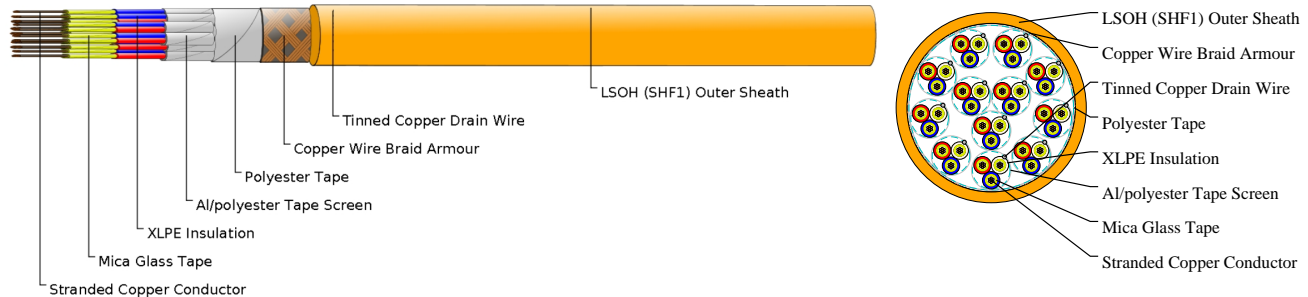 LSOH (SHF1) Outer Sheath
Tinned Copper Drain Wire
Copper Wire Braid Armour
Polyester Tape
Al/polyester Tape Screen
XLPE Insulation
Mica Glass Tape
Stranded Copper Conductor
LSOH (SHF1) Outer Sheath
Copper Wire Braid Armour
Tinned Copper Drain Wire
Polyester Tape
XLPE Insulation
Al/polyester Tape Screen
Mica Glass Tape
Stranded Copper Conductor